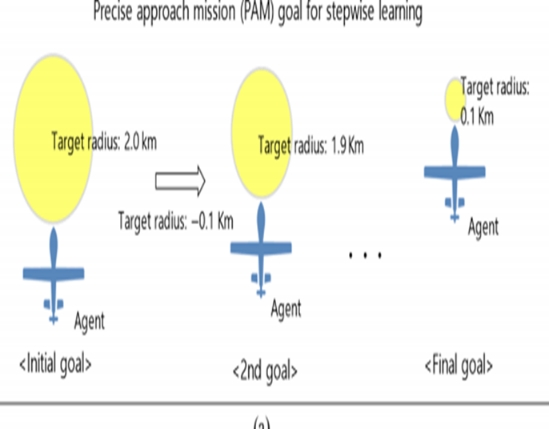 Precise approach mission (PAM) goal for stepwise learning
Target radius: 2.0 km
Target radius: −0.1 Km
Agent
<Initial goal>
Target radius: 1.9 Km
Agent
<2nd goal>
. . .
Target radius:
0.1 Km
Agent
<Final goal>
(a)